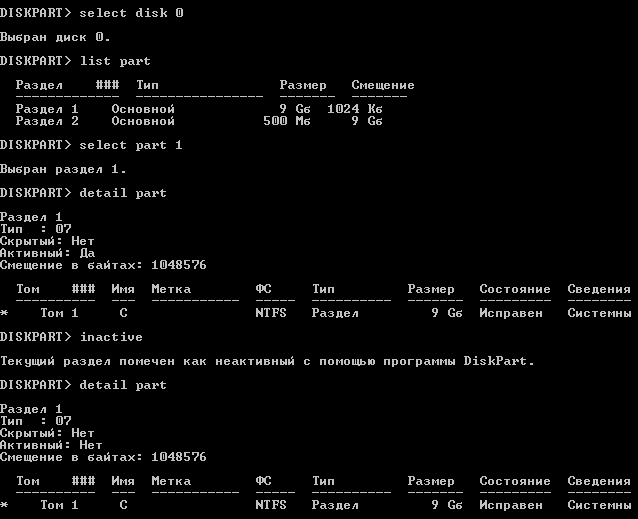 DISKPART> select disk 0
Выбран диск 0.
DISKPART> list part
Раздел ### Тип Размер Смещение
------------- ---------------- ------- --------
Раздел 1 Основной 9 Gб 1024 Kб
Раздел 2 Основной 500 Mб 9 Gб
DISKPART> select part 1
Выбран раздел 1.
DISKPART> detail part
Раздел 1
Тип : 07
Скрытый: Нет
Активный: Да
Смещение в байтах: 1048576
Том ### Имя Метка ФС Тип Размер Состояние Сведения
---------- --- ----------- ----- ---------- ------- --------- --------
* Том 1 C NTFS Раздел 9 Gб Исправен Системны
DISKPART> inactive
Текущий раздел помечен как неактивный с помощью программы DiskPart.
DISKPART> detail part
Раздел 1
Тип : 07
Скрытый: Нет
Активный: Нет
Смещение в байтах: 1048576
Том ### Имя Метка ФС Тип Размер Состояние Сведения
---------- --- ----------- ----- ---------- ------- --------- --------
* Том 1 C NTFS Раздел 9 Gб Исправен Системны